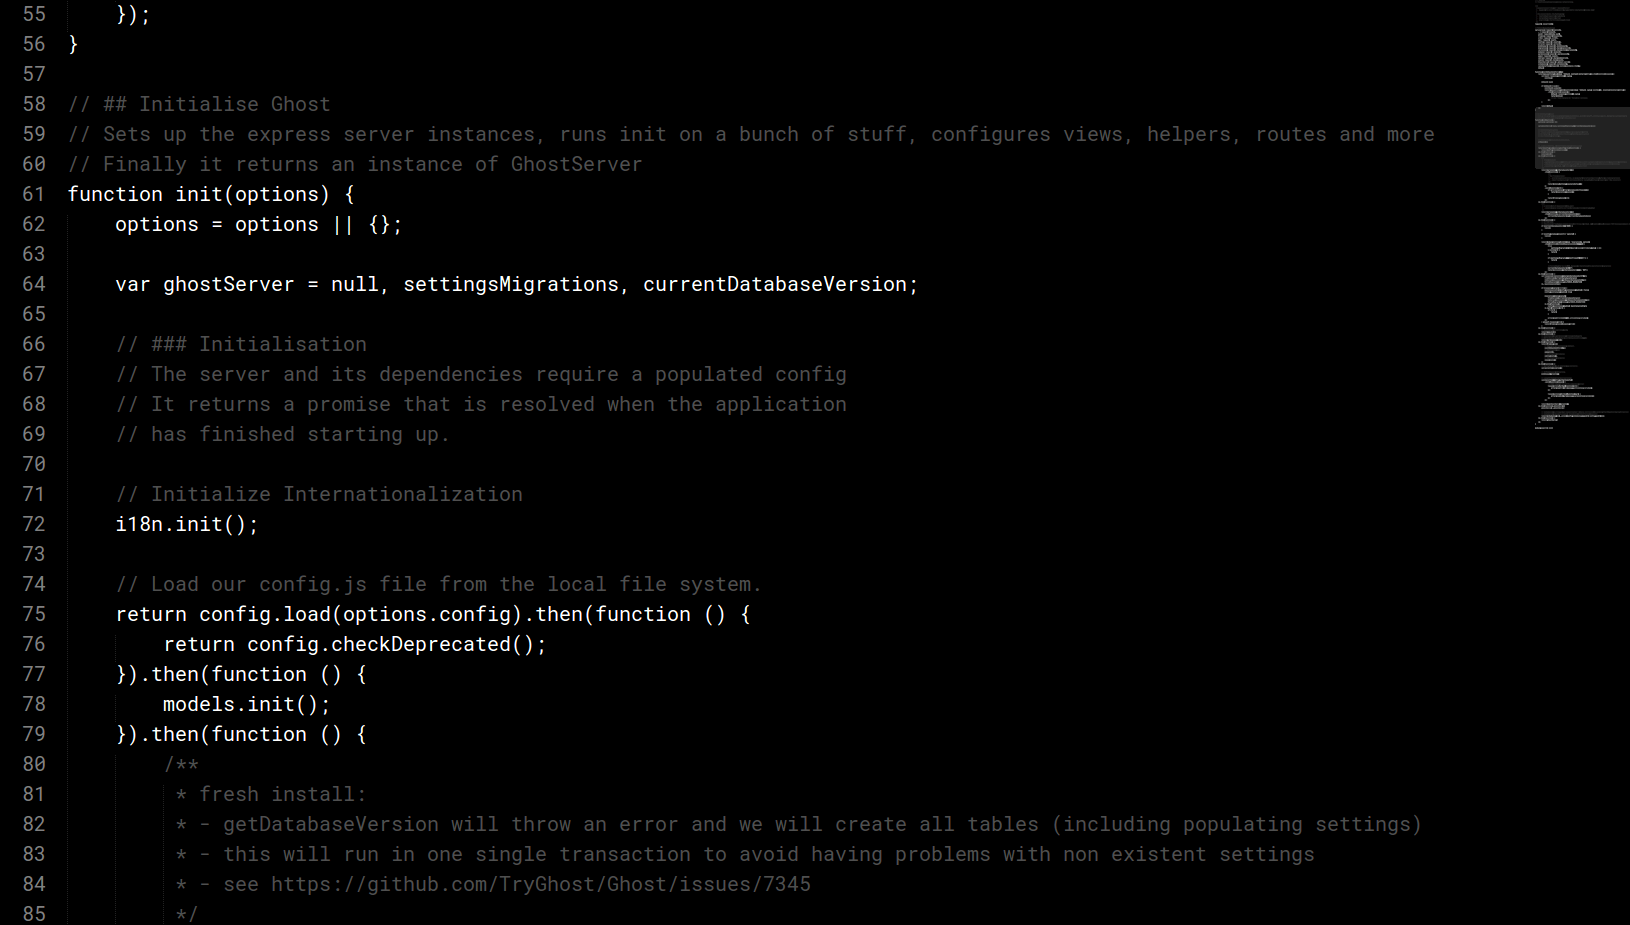 55     });
56 }
57
58 // ## Initialise Ghost
59 // Sets up the express server instances, runs init on a bunch of stuff, configures views, helpers, routes and more
60 // Finally it returns an instance of GhostServer
61 function init(options) {
62     options = options || {};
63
64     var ghostServer = null, settingsMigrations, currentDatabaseVersion;
65
66     // ### Initialisation
67     // The server and its dependencies require a populated config
68     // It returns a promise that is resolved when the application
69     // has finished starting up.
70
71     // Initialize Internationalization
72     i18n.init();
73
74     // Load our config.js file from the local file system.
75     return config.load(options.config).then(function () {
76         return config.checkDeprecated();
77     }).then(function () {
78         models.init();
79     }).then(function () {
80         /**
81          * fresh install:
82          * - getDatabaseVersion will throw an error and we will create all tables (including populating settings)
83          * - this will run in one single transaction to avoid having problems with non existent settings
84          * - see https://github.com/TryGhost/Ghost/issues/7345
85          */